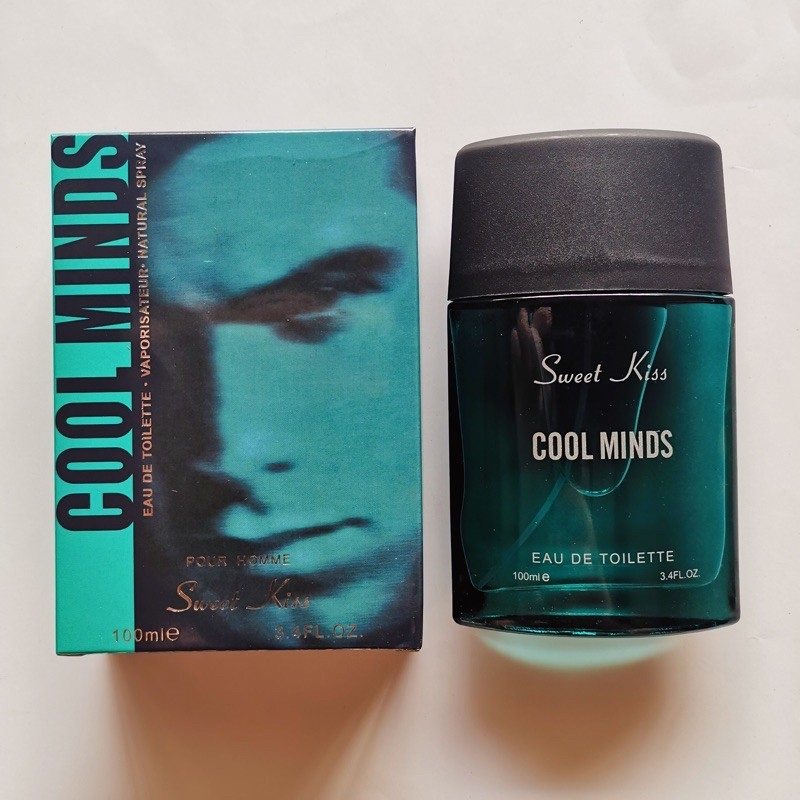 COOL MINDS
EAU DE TOILETTE · VAPORISATEUR · NATURAL SPRAY
POUR HOMME
Sweet Kiss
100ml e
3.4FL.OZ.
Sweet Kiss
COOL MINDS
EAU DE TOILETTE
100ml e
3.4FL.OZ.